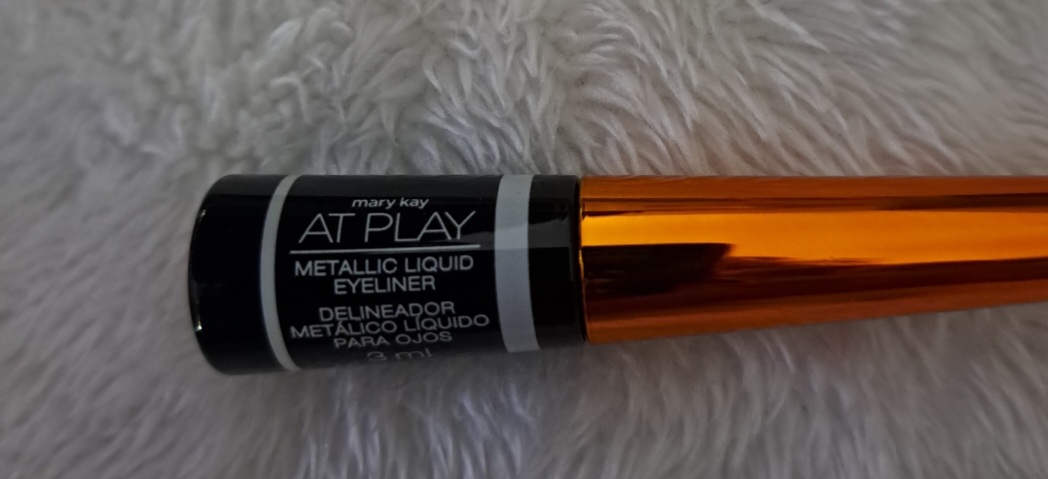 mary kay
AT PLAY
METALLIC LIQUID
EYELINER
DELINEADOR
METÁLICO LÍQUIDO
PARA OJOS
3 ml